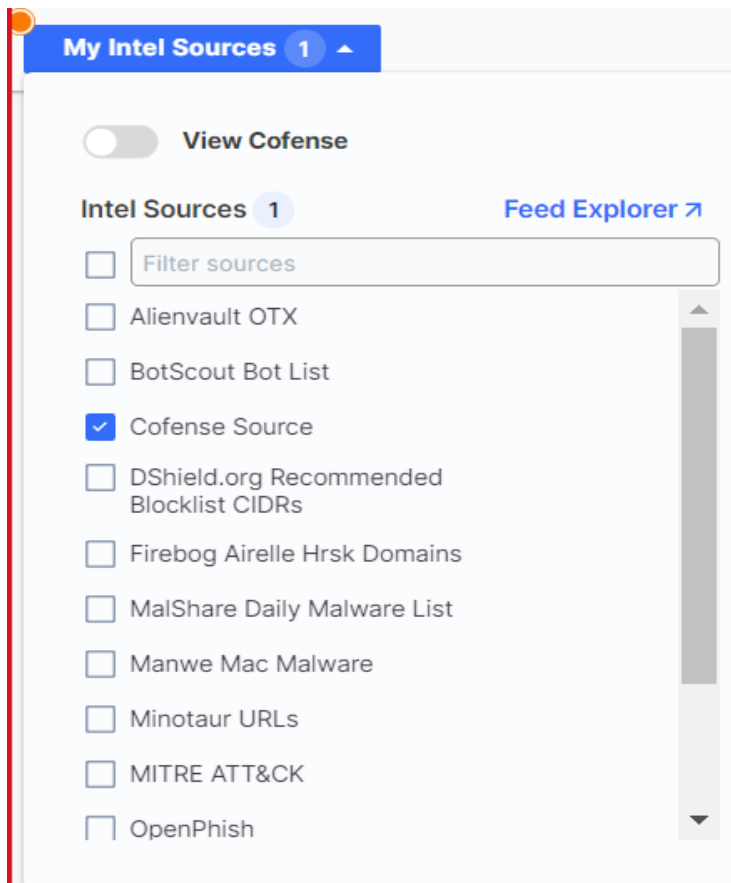 My Intel Sources 1
View Cofense
Intel Sources 1 Feed Explorer
Filter sources
Alienvault OTX
BotScout Bot List
Cofense Source
DShield.org Recommended
Blocklist CIDRs
Firebog Airelle Hrsk Domains
MalShare Daily Malware List
Manwe Mac Malware
Minotaur URLs
MITRE ATT&CK
OpenPhish